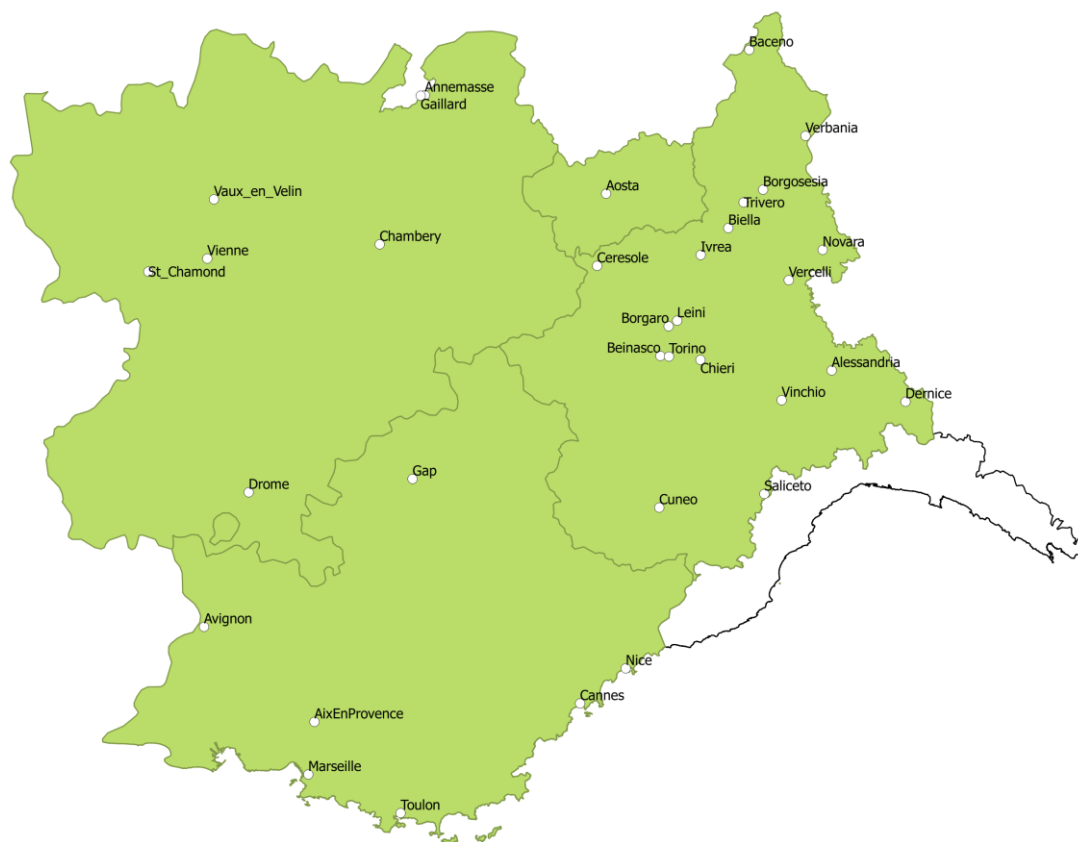 Baceno
Annemasse
Gaillard
Verbania
Aosta
Borgosesia
Vaux_en_Velin
Trivero
Biella
Chambery
Novara
Ivrea
Vienne
Ceresole
St_Chamond
Vercelli
Leini
Borgaro
Beinasco
Torino
Chieri
Alessandria
Vinchio
Dernice
Gap
Drome
Saliceto
Cuneo
Avignon
Nice
Cannes
AixEnProvence
Marseille
Toulon